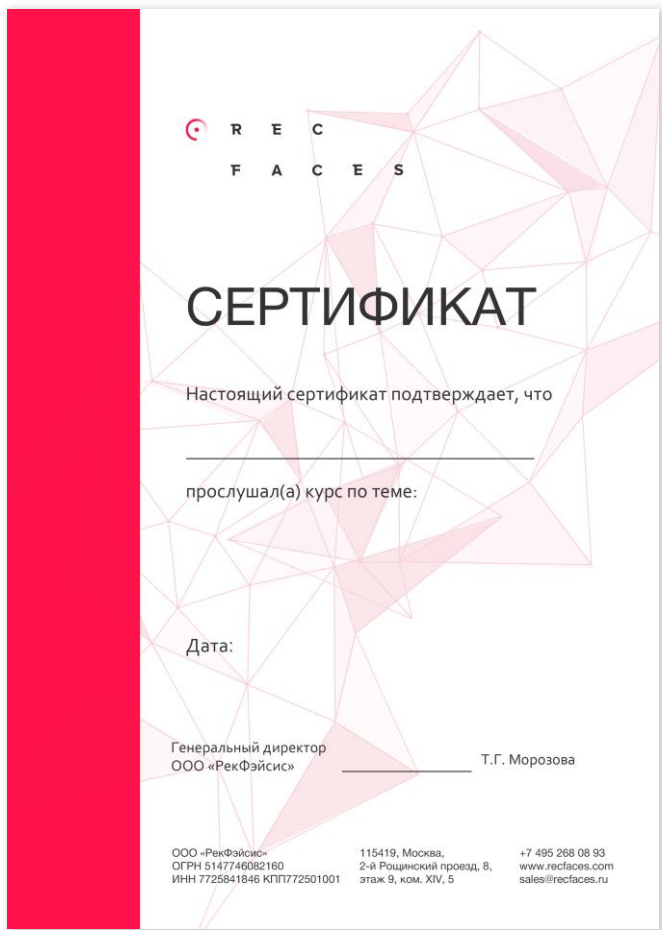 REC
FACES
СЕРТИФИКАТ
Настоящий сертификат подтверждает, что
прослушал(а) курс по теме:
Дата:
Генеральный директор
ООО «РекФэйсис»
Т.Г. Морозова
ООО «РекФэйсис»
ОГРН 5147746082160
ИНН 7725841846 КПП772501001
115419, Москва,
2-й Рощинский проезд, 8,
этаж 9, ком. XIV, 5
+7 495 268 08 93
www.recfaces.com
sales@recfaces.ru